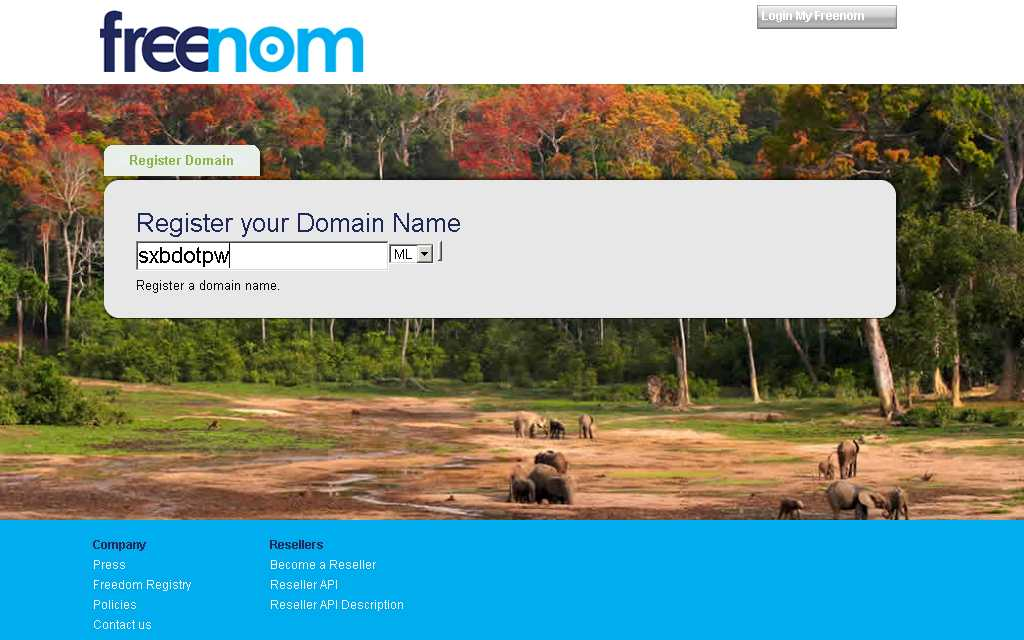 freenom
Login My Freenom
Register Domain
Register your Domain Name
sxbdotpw
ML
Register a domain name.
Company
Press
Freedom Registry
Policies
Contact us
Resellers
Become a Reseller
Reseller API
Reseller API Description